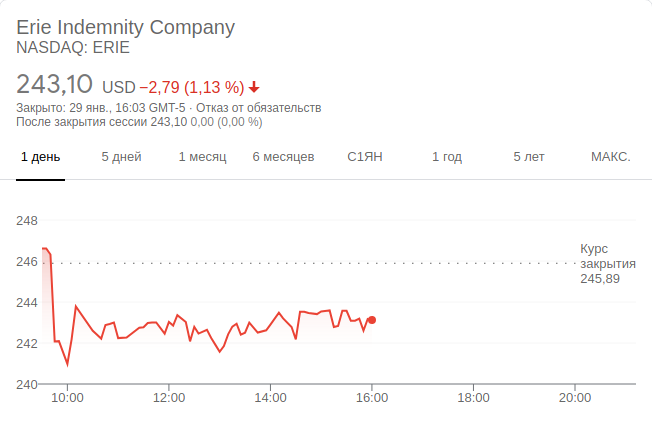 Erie Indemnity Company
NASDAQ: ERIE
243,10 USD −2,79 (1,13 %)
Закрыто: 29 янв., 16:03 GMT-5 · Отказ от обязательств
После закрытия сессии 243,10 0,00 (0,00 %)
1 день 5 дней 1 месяц 6 месяцев С1ЯН 1 год 5 лет МАКС.
248
246
244
242
240
Курс
закрытия
245,89
10:00 12:00 14:00 16:00 18:00 20:00